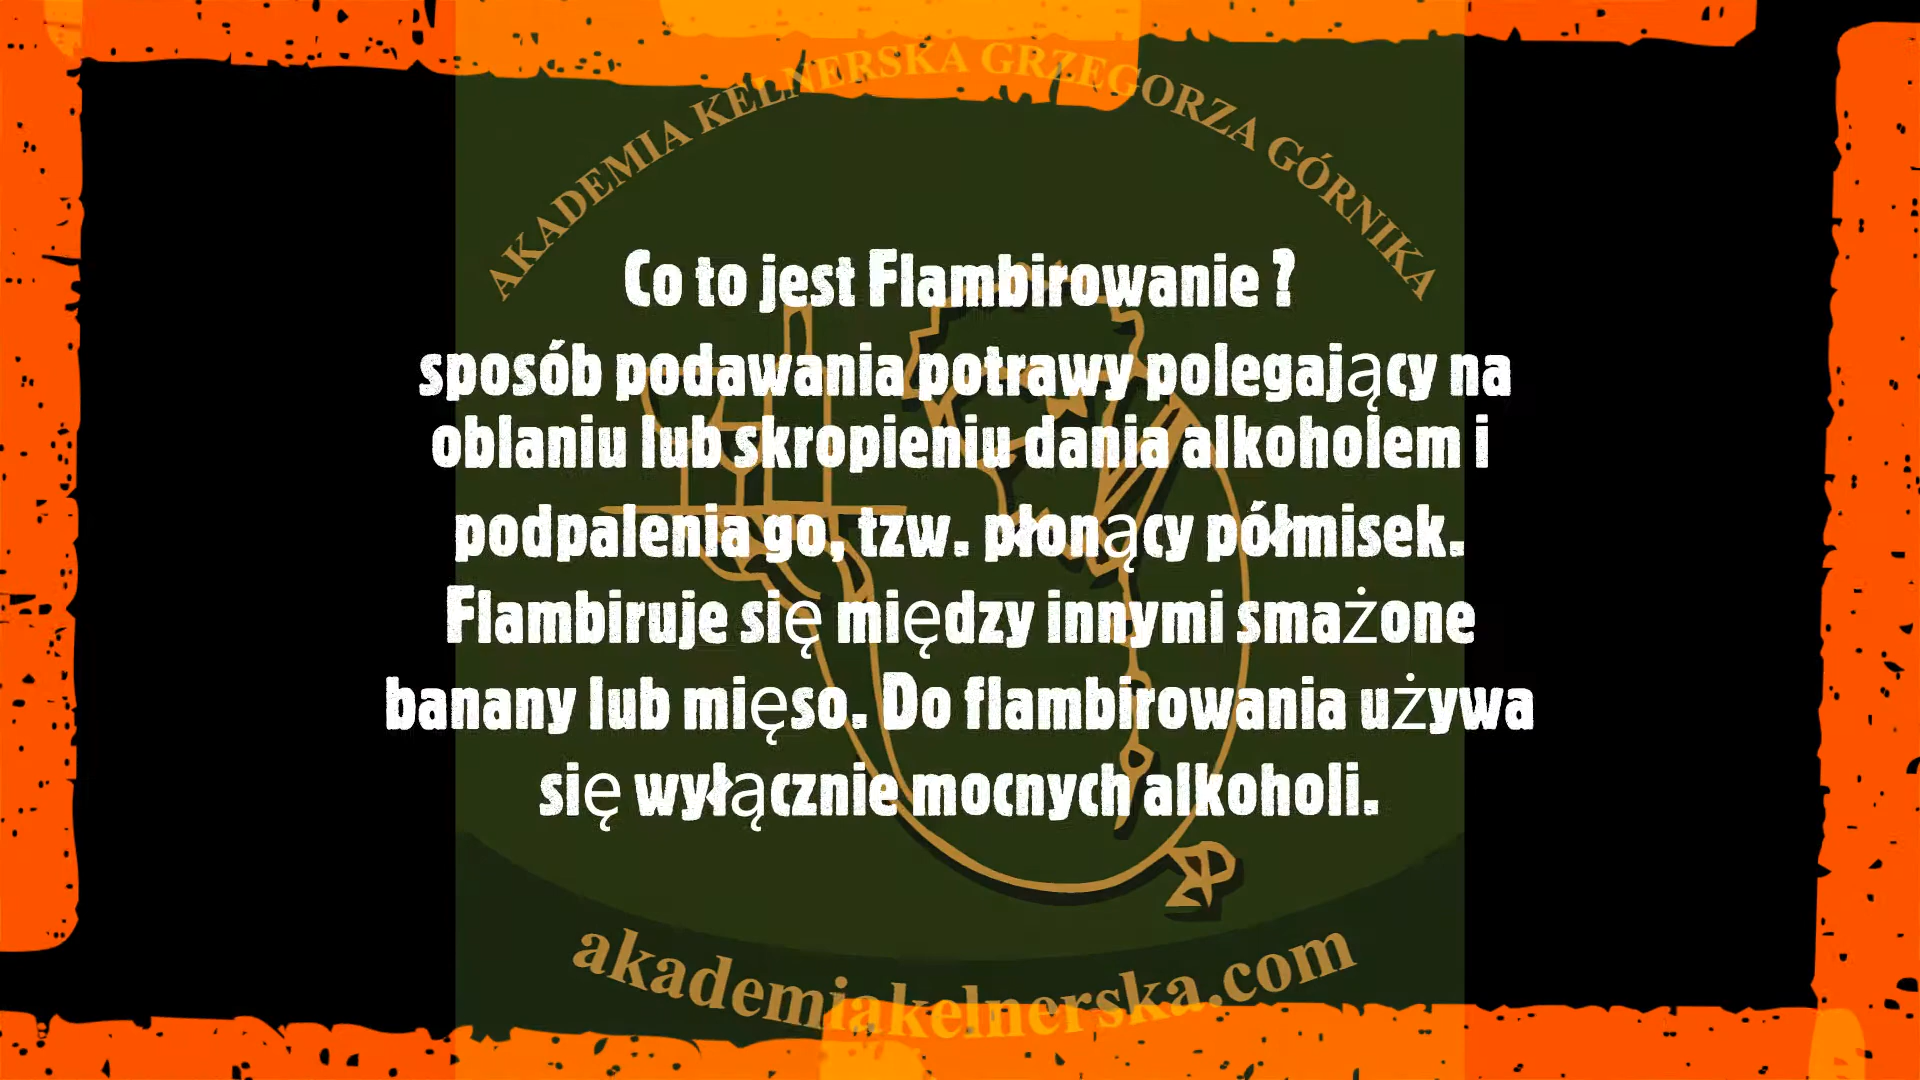 AKADEMIA KELNERSKA GRZEGORZA GÓRNIKA
Co to jest Flambirowanie ?
sposób podawania potrawy polegający na
oblaniu lub skropieniu dania alkoholem i
podpalenia go, tzw. płonący półmisek.
Flambiruje się między innymi smażone
banany lub mięso. Do flambirowania używa
się wyłącznie mocnych alkoholi.
akademiakelnerska.com